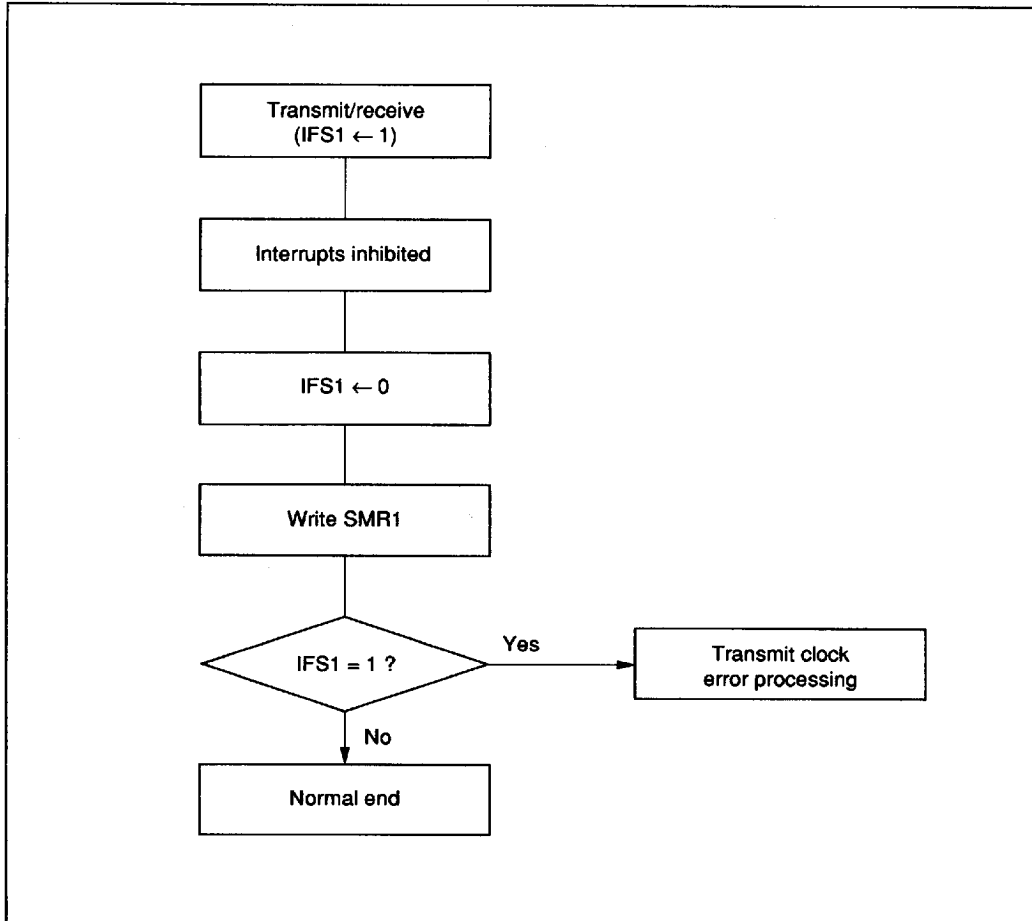 Transmit/receive
(IFS1 ← 1)
Interrupts inhibited
IFS1 ← 0
Write SMR1
IFS1 = 1 ?
Yes
Transmit clock
error processing
No
Normal end